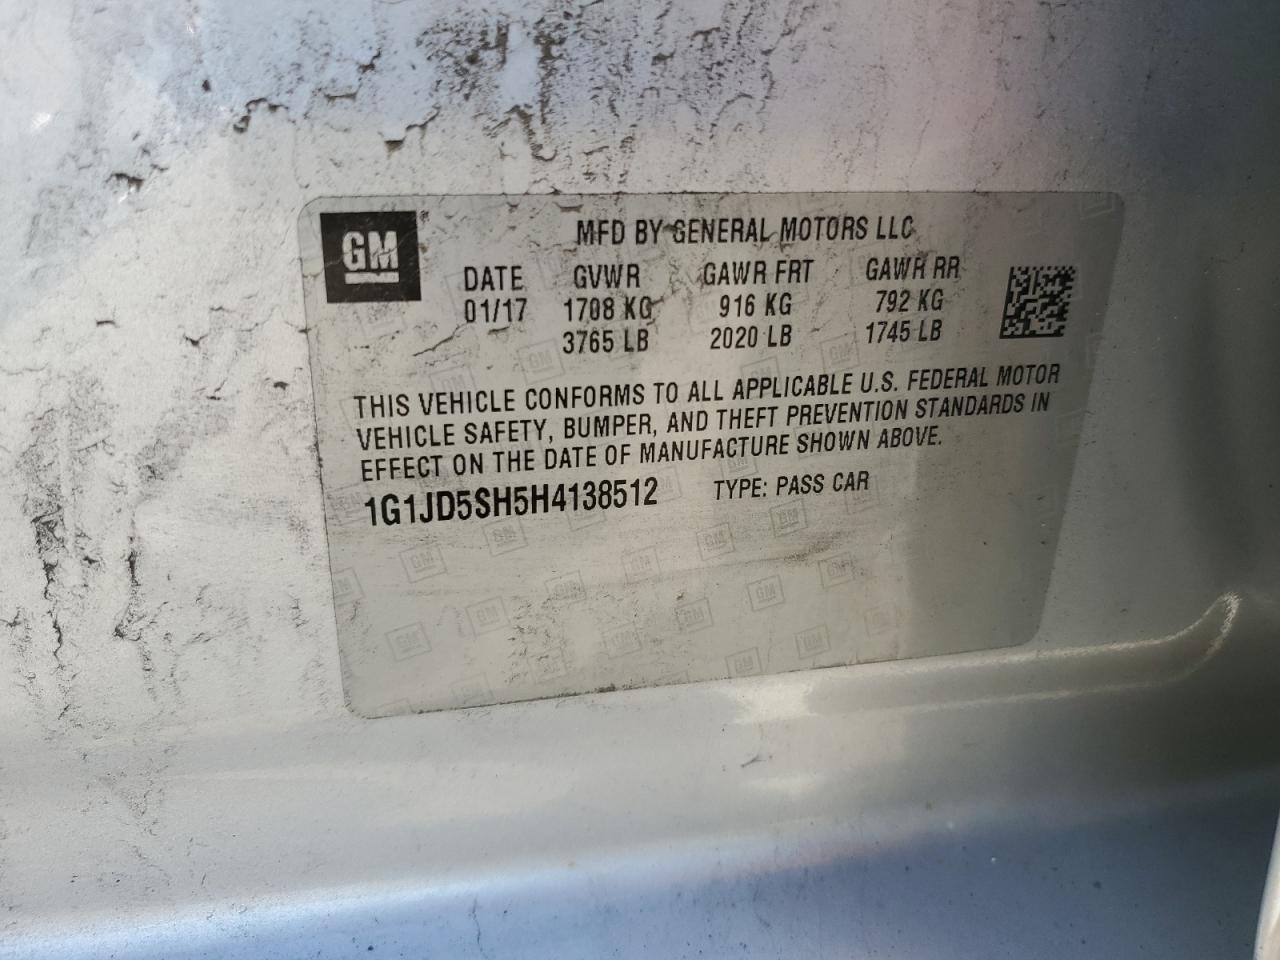 GM®
MFD BY GENERAL MOTORS LLC
DATE GVWR GAWR FRT GAWR RR
01/17 1708 KG 916 KG 792 KG
3765 LB 2020 LB 1745 LB
THIS VEHICLE CONFORMS TO ALL APPLICABLE U.S. FEDERAL MOTOR
VEHICLE SAFETY, BUMPER, AND THEFT PREVENTION STANDARDS IN
EFFECT ON THE DATE OF MANUFACTURE SHOWN ABOVE.
1G1JD5SH5H4138512 TYPE: PASS CAR